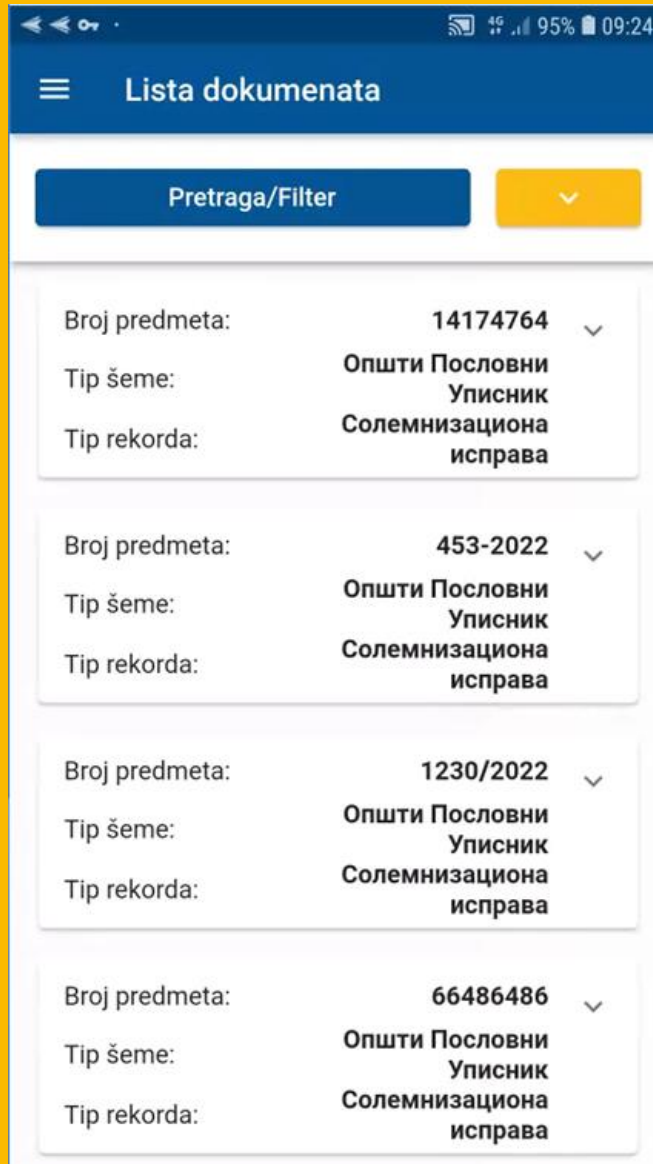 4G 95% 09:24
Lista dokumenata
Pretraga/Filter
Broj predmeta: 14174764
Tip šeme: Општи Пословни
Уписник
Tip rekorda: Солемнизациона
исправа
Broj predmeta: 453-2022
Tip šeme: Општи Пословни
Уписник
Tip rekorda: Солемнизациона
исправа
Broj predmeta: 1230/2022
Tip šeme: Општи Пословни
Уписник
Tip rekorda: Солемнизациона
исправа
Broj predmeta: 66486486
Tip šeme: Општи Пословни
Уписник
Tip rekorda: Солемнизациона
исправа